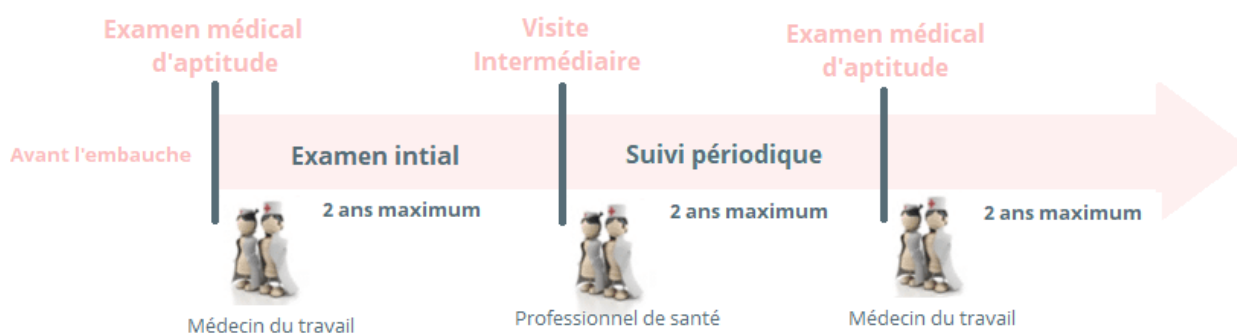 Examen médical
d'aptitude
Visite
Intermédiaire
Examen médical
d'aptitude
Avant l'embauche
Examen intial
Suivi périodique
2 ans maximum
2 ans maximum
2 ans maximum
Médecin du travail
Professionnel de santé
Médecin du travail